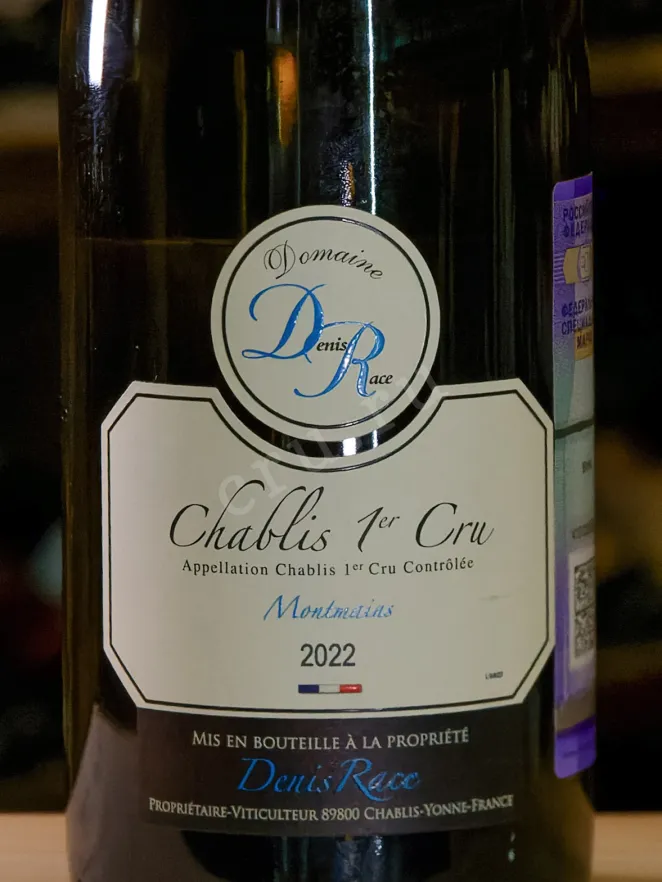 Domaine
Denis
Race
Chablis 1er Cru
Appellation Chablis 1er Cru Contrôlée
Montmains
2022
MIS EN BOUTEILLE À LA PROPRIÉTÉ
Denis Race
PROPRIÉTAIRE-VITICULTEUR 89800 CHABLIS-YONNE-FRANCE